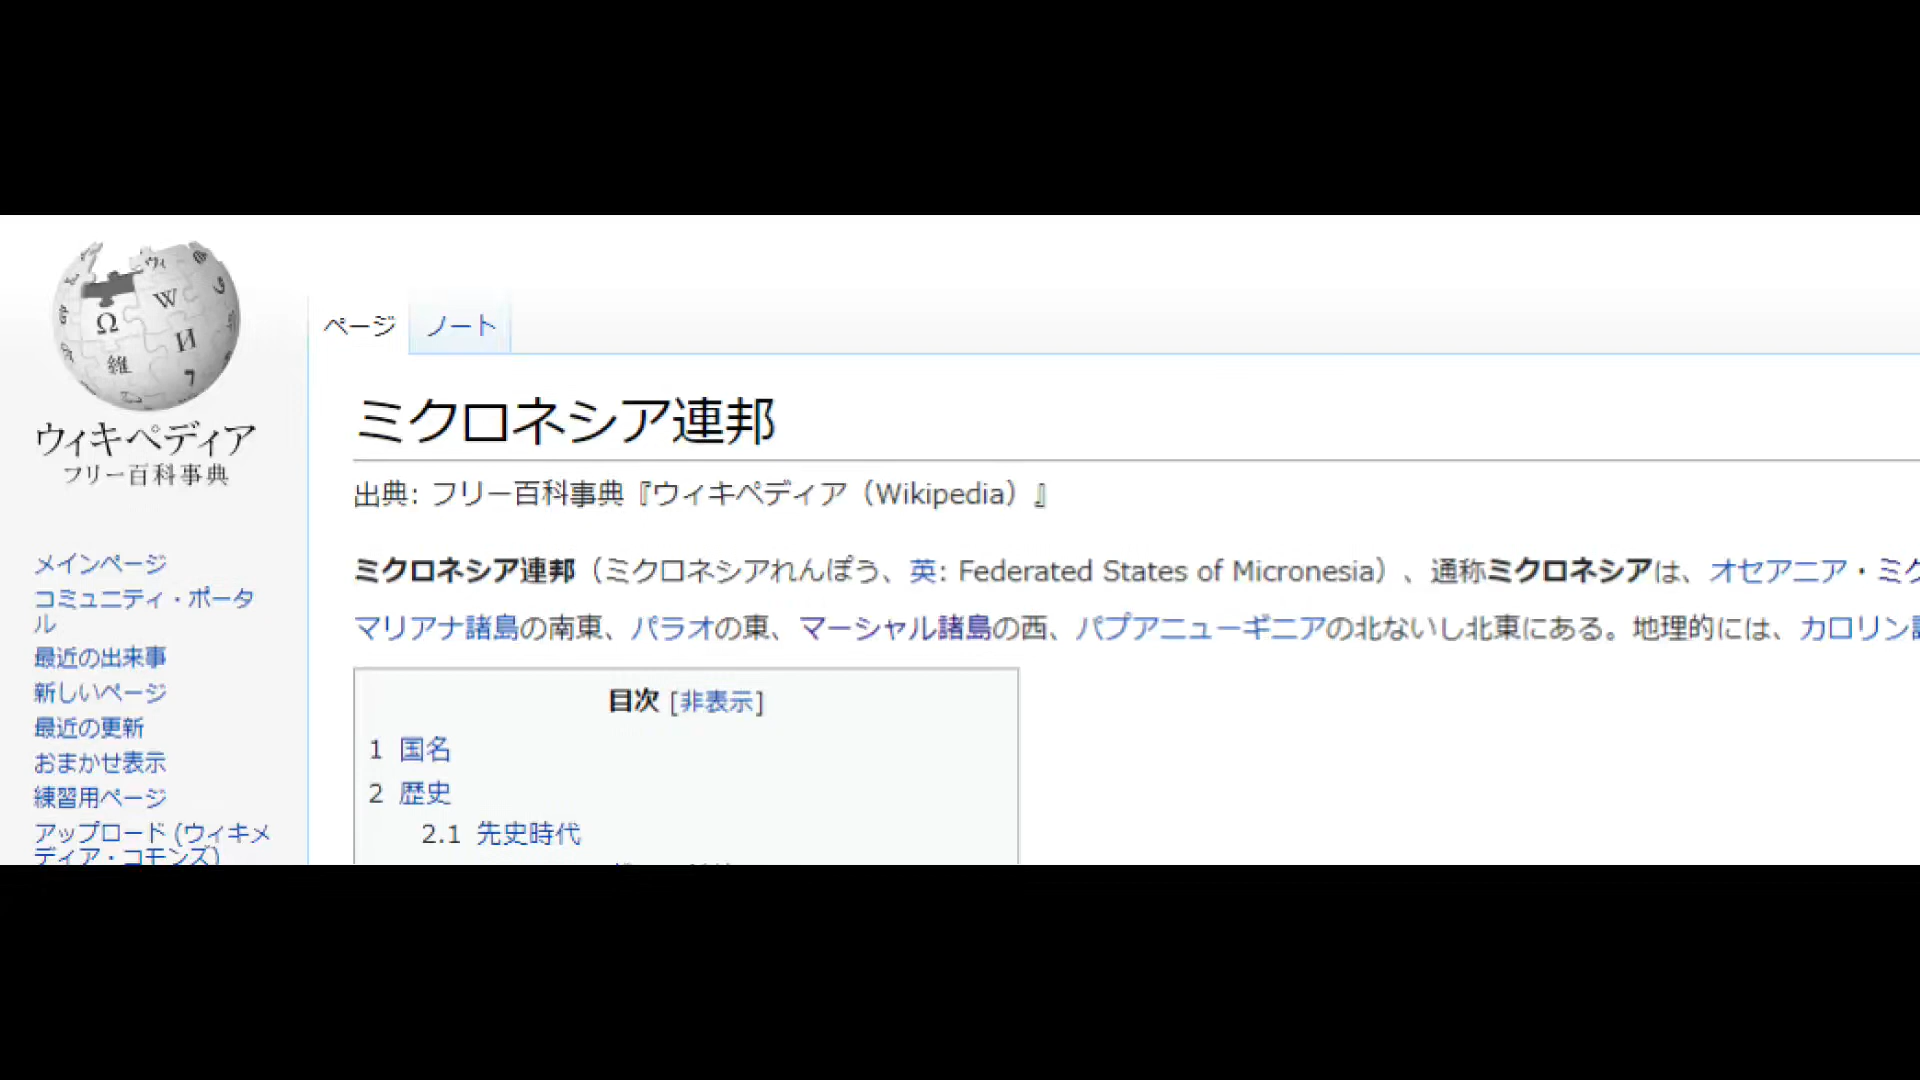 ウィキペディア
フリー百科事典
ページ
ノート
ミクロネシア連邦
出典: フリー百科事典『ウィキペディア（Wikipedia）』
ミクロネシア連邦（ミクロネシアれんぽう、英: Federated States of Micronesia）、通称ミクロネシアは、オセアニア・ミク
マリアナ諸島の南東、パラオの東、マーシャル諸島の西、パプアニューギニアの北ないし北東にある。地理的には、カロリン
目次 [非表示]
1 国名
2 歴史
2.1 先史時代
メインページ
コミュニティ・ポータ
ル
最近の出来事
新しいページ
最近の更新
おまかせ表示
練習用ページ
アップロード (ウィキメ
ディア・コモンズ)